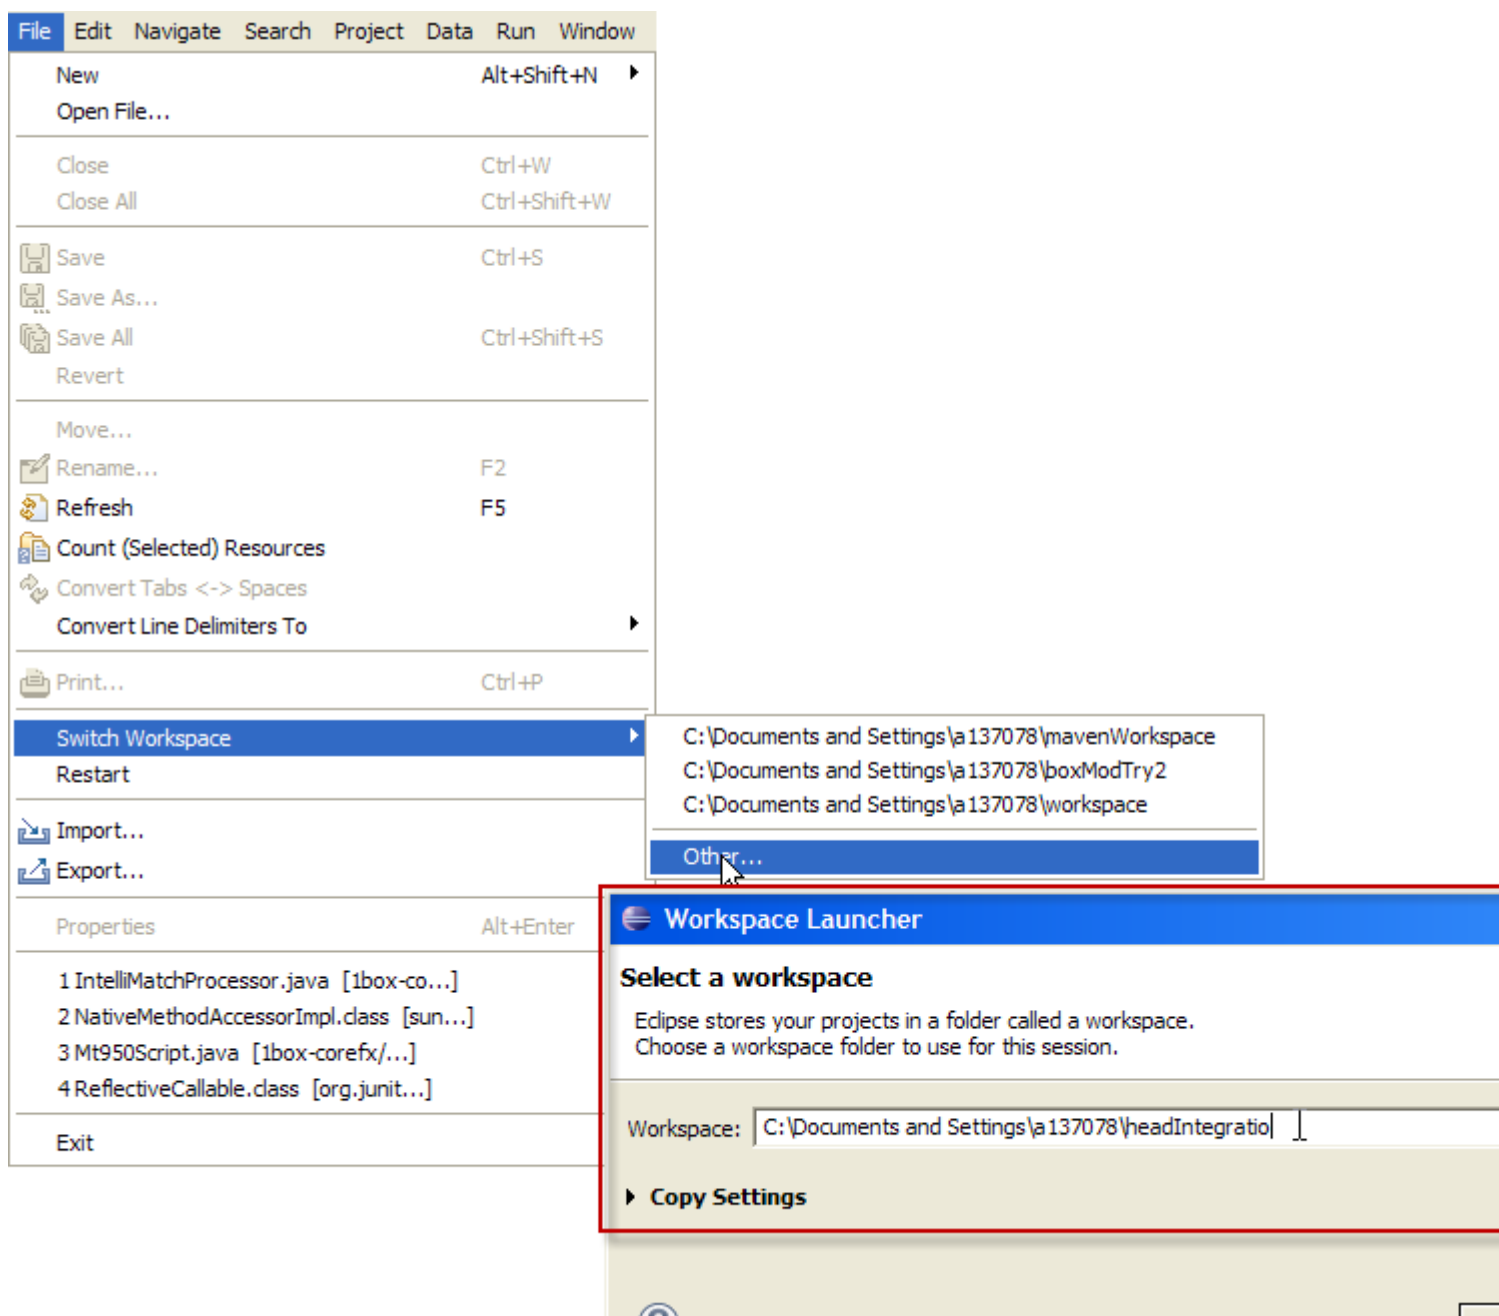 File Edit Navigate Search Project Data Run Window
New Alt+Shift+N
Open File...
Close Ctrl+W
Close All Ctrl+Shift+W
Save Ctrl+S
Save As...
Save All Ctrl+Shift+S
Revert
Move...
Rename... F2
Refresh F5
Count (Selected) Resources
Convert Tabs <-> Spaces
Convert Line Delimiters To
Print... Ctrl+P
Switch Workspace
Restart
Import...
Export...
Properties Alt+Enter
1 IntelliMatchProcessor.java [1box-co...]
2 NativeMethodAccessorImpl.class [sun...]
3 Mt950Script.java [1box-corefx/...]
4 ReflectiveCallable.class [org.junit...]
Exit
C:\Documents and Settings\a137078\mavenWorkspace
C:\Documents and Settings\a137078\boxModTry2
C:\Documents and Settings\a137078\workspace
Other...
Workspace Launcher
Select a workspace
Eclipse stores your projects in a folder called a workspace.
Choose a workspace folder to use for this session.
Workspace: C:\Documents and Settings\a137078\headIntegratio
Copy Settings